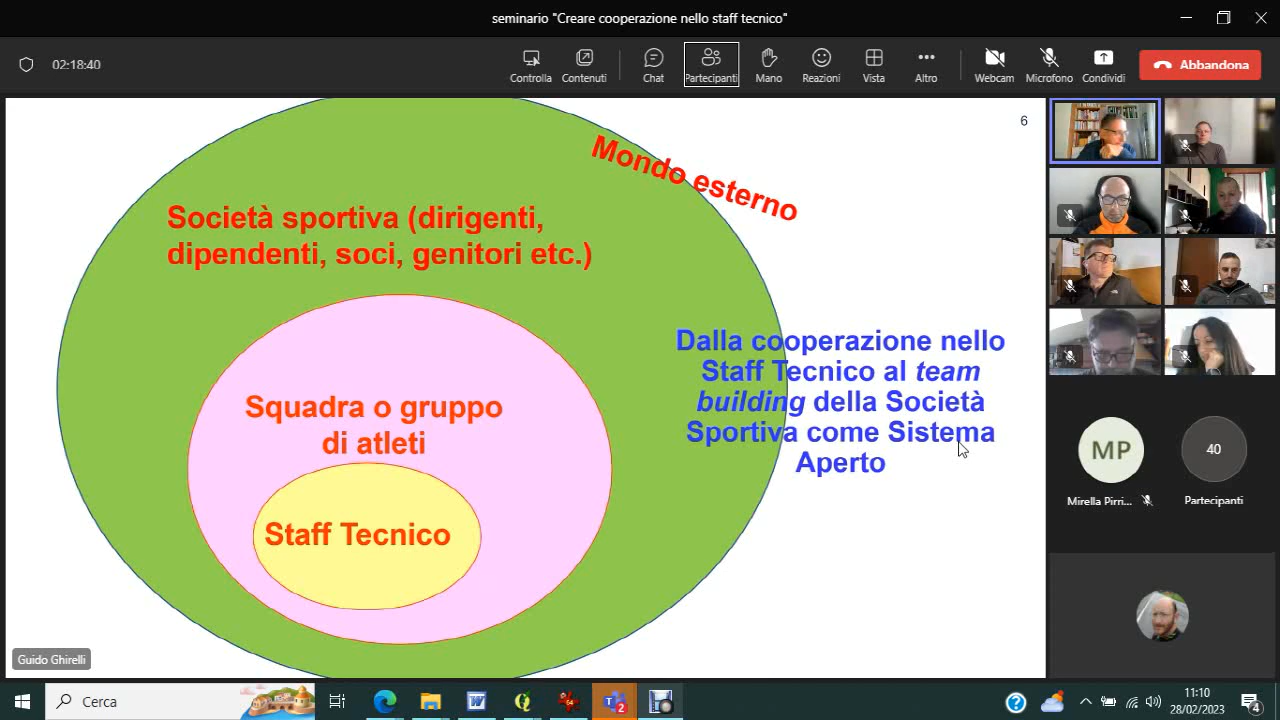 seminario "Creare cooperazione nello staff tecnico"
02:18:40
Controlla
Contenuti
Chat
Partecipanti
Mano
Reazioni
Vista
Altro
Webcam
Microfono
Condividi
Abbandona
6
Mondo esterno
Società sportiva (dirigenti,
dipendenti, soci, genitori etc.)
Dalla cooperazione nello
Staff Tecnico al team
building della Società
Sportiva come Sistema
Aperto
Squadra o gruppo
di atleti
Staff Tecnico
Guido Ghirelli
MP
Mirella Pirri...
40
Partecipanti
Cerca
11:10
28/02/2023
4